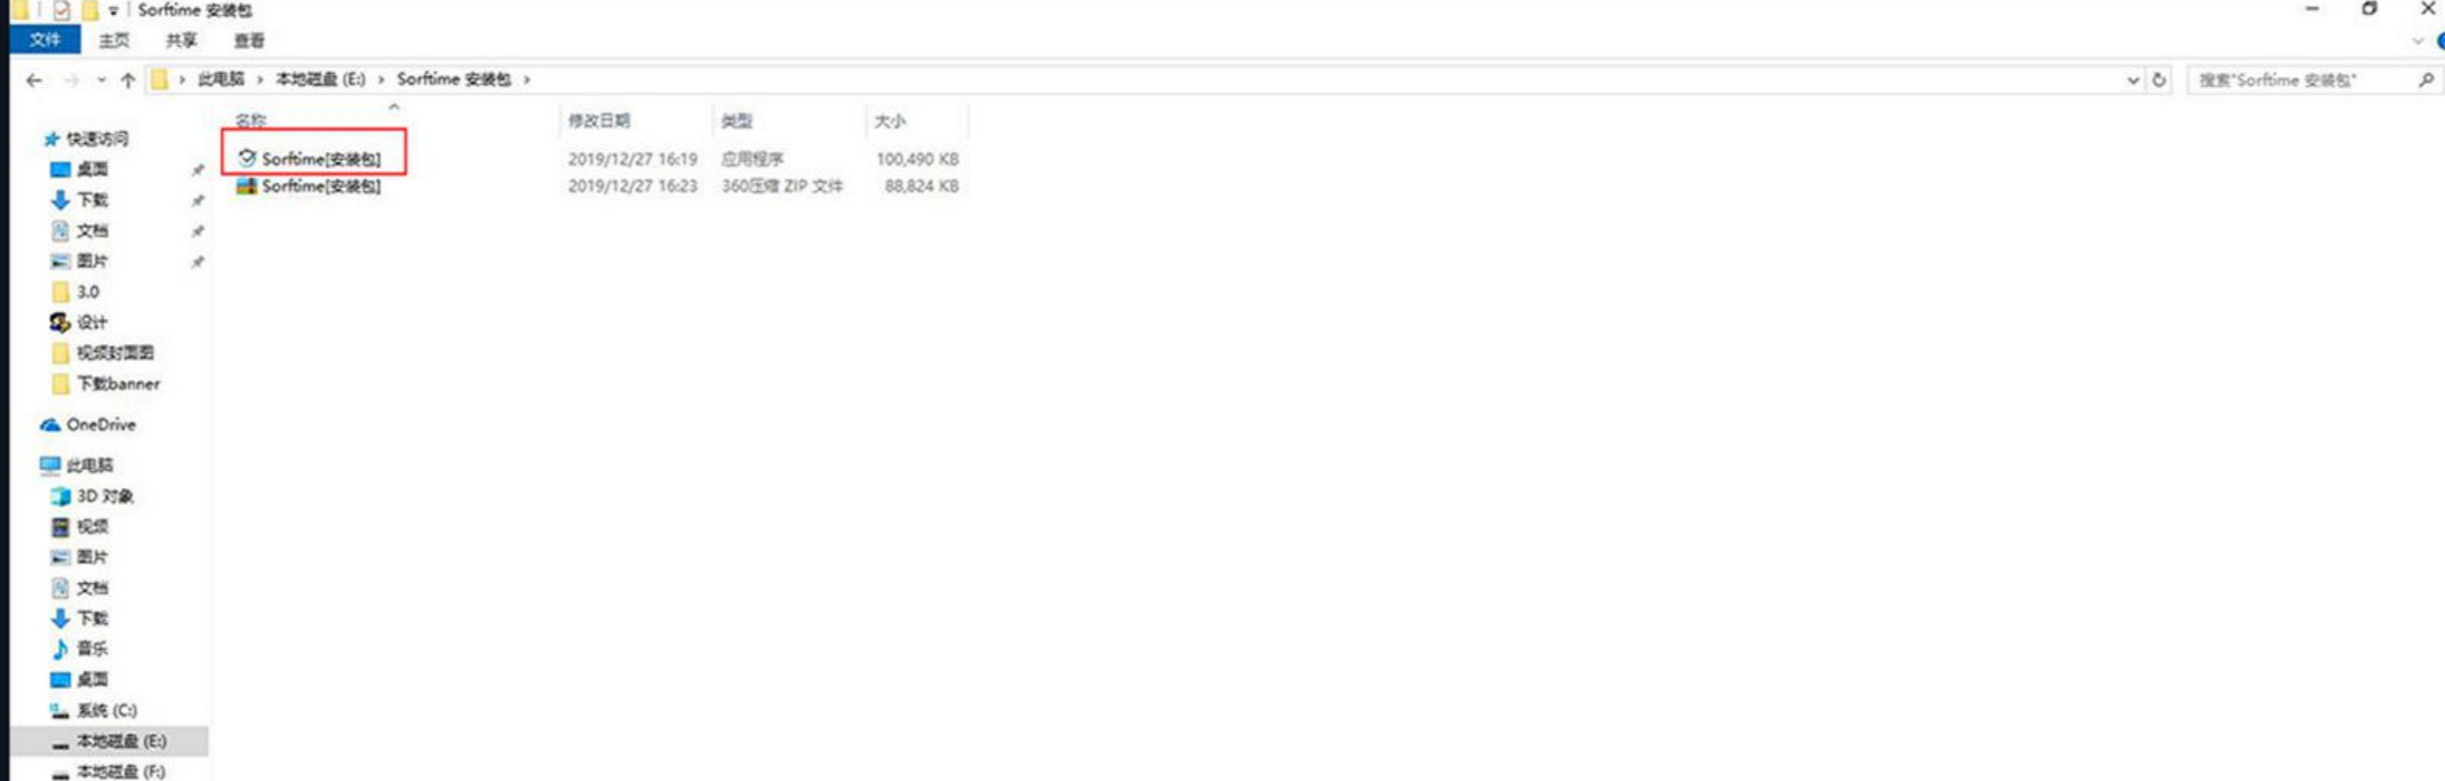 Sorftime 安装包
文件 主页 共享 查看
此电脑 › 本地磁盘 (E:) › Sorftime 安装包 ›
搜索"Sorftime 安装包"
名称 修改日期 类型 大小
Sorftime[安装包] 2019/12/27 16:19 应用程序 100,490 KB
Sorftime[安装包] 2019/12/27 16:23 360压缩 ZIP 文件 88,824 KB
快速访问
桌面
下载
文档
图片
3.0
设计
视频封面图
下载banner
OneDrive
此电脑
3D 对象
视频
图片
文档
下载
音乐
桌面
系统 (C:)
本地磁盘 (E:)
本地磁盘 (F:)